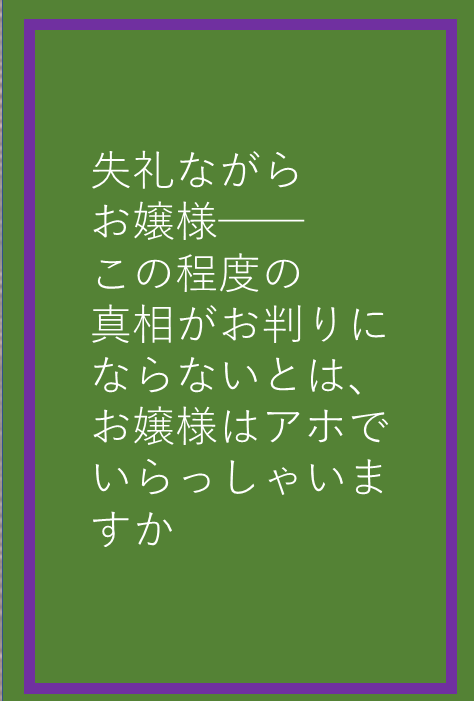 失礼ながら
お嬢様――
この程度の
真相がお判りに
ならないとは、
お嬢様はアホで
いらっしゃいま
すか